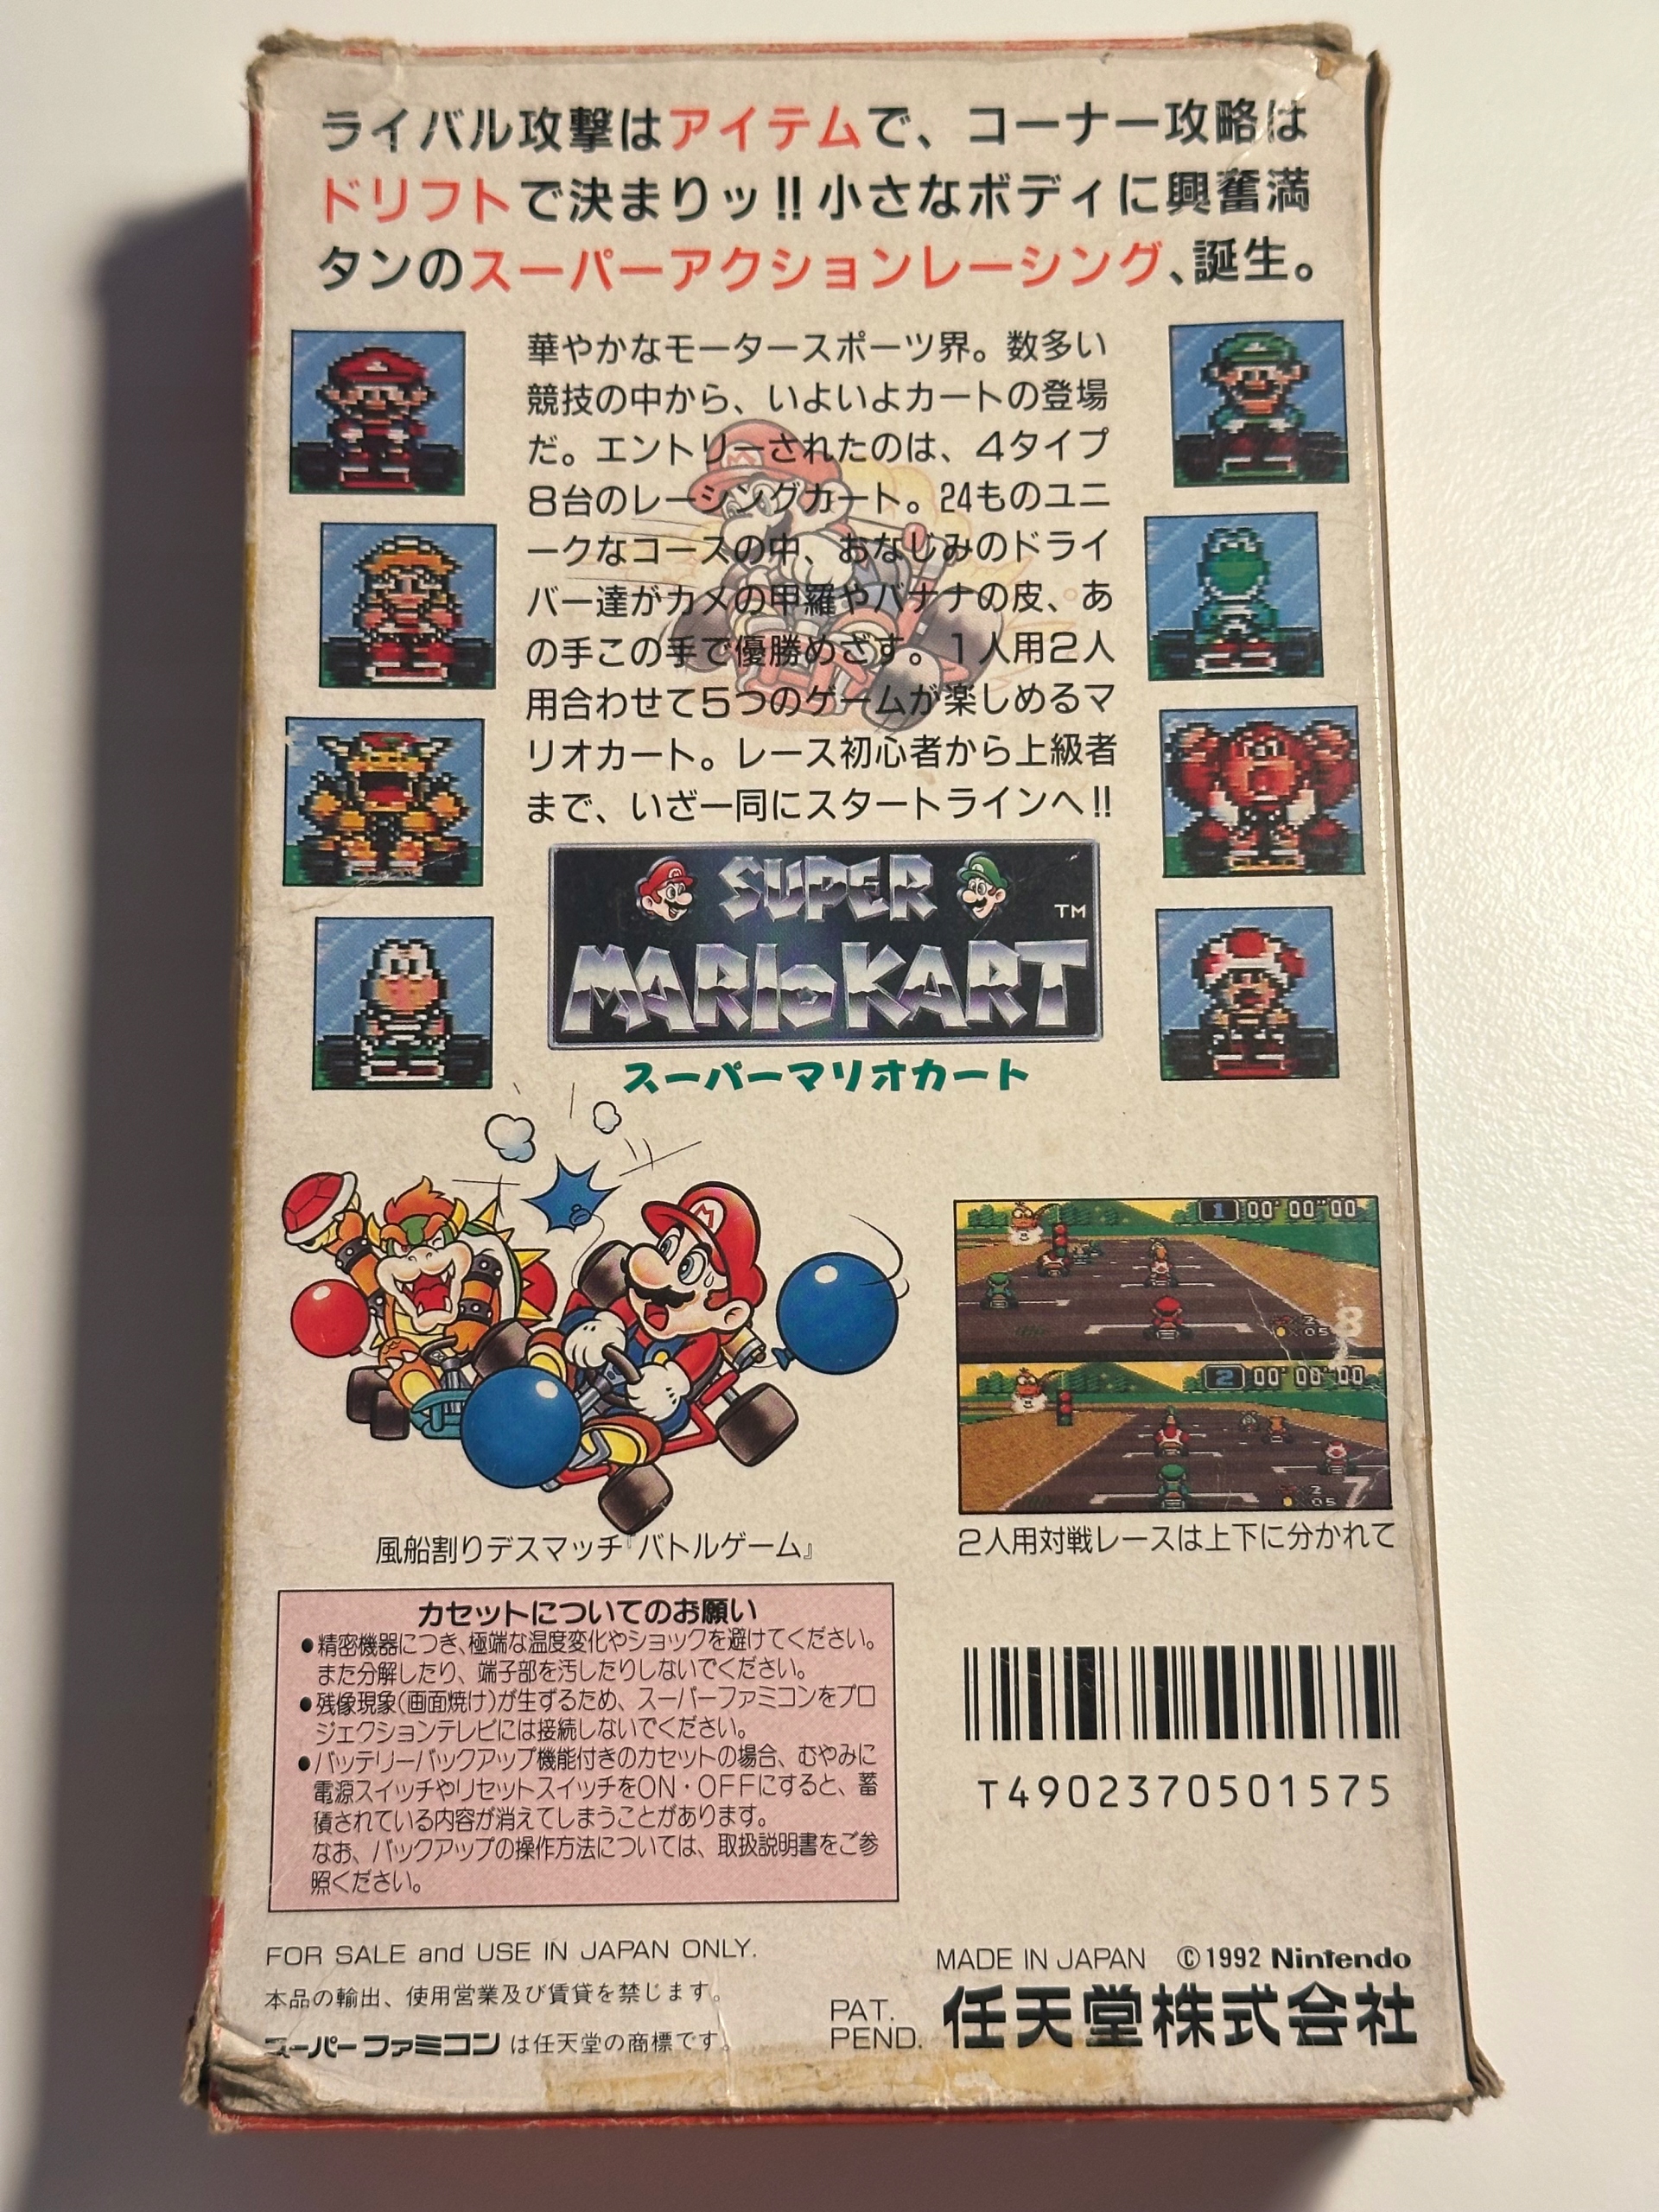 ライバル攻撃はアイテムで、コーナー攻略は
ドリフトで決まりッ!!小さなボディに興奮満
タンのスーパーアクションレーシング、誕生。
華やかなモータースポーツ界。数多い
競技の中から、いよいよカートの登場
だ。エントリーされたのは、4タイプ
8台のレーシングカート。24ものユニ
ークなコースの中、おなじみのドライ
バー達がカメの甲羅やバナナの皮、あ
の手この手で優勝めざす。1人用2人
用合わせて5つのゲームが楽しめるマ
リオカート。レース初心者から上級者
まで、いざ一同にスタートラインへ!!
SUPER
MARIO KART TM
スーパーマリオカート
1 00'00"00
8
2 00'00"00
7
風船割りデスマッチ『バトルゲーム』
2人用対戦レースは上下に分かれて
カセットについてのお願い
●精密機器につき、極端な温度変化やショックを避けてください。
また分解したり、端子部を汚したりしないでください。
●残像現象(画面焼け)が生ずるため、スーパーファミコンをプロ
ジェクションテレビには接続しないでください。
●バッテリーバックアップ機能付きのカセットの場合、むやみに
電源スイッチやリセットスイッチをON・OFFにすると、蓄
積されている内容が消えてしまうことがあります。
なお、バックアップの操作方法については、取扱説明書をご参
照ください。
T4902370501575
FOR SALE and USE IN JAPAN ONLY.
本品の輸出、使用営業及び賃貸を禁じます。
スーパーファミコンは任天堂の商標です。
MADE IN JAPAN ©1992 Nintendo
PAT. PEND. 任天堂株式会社